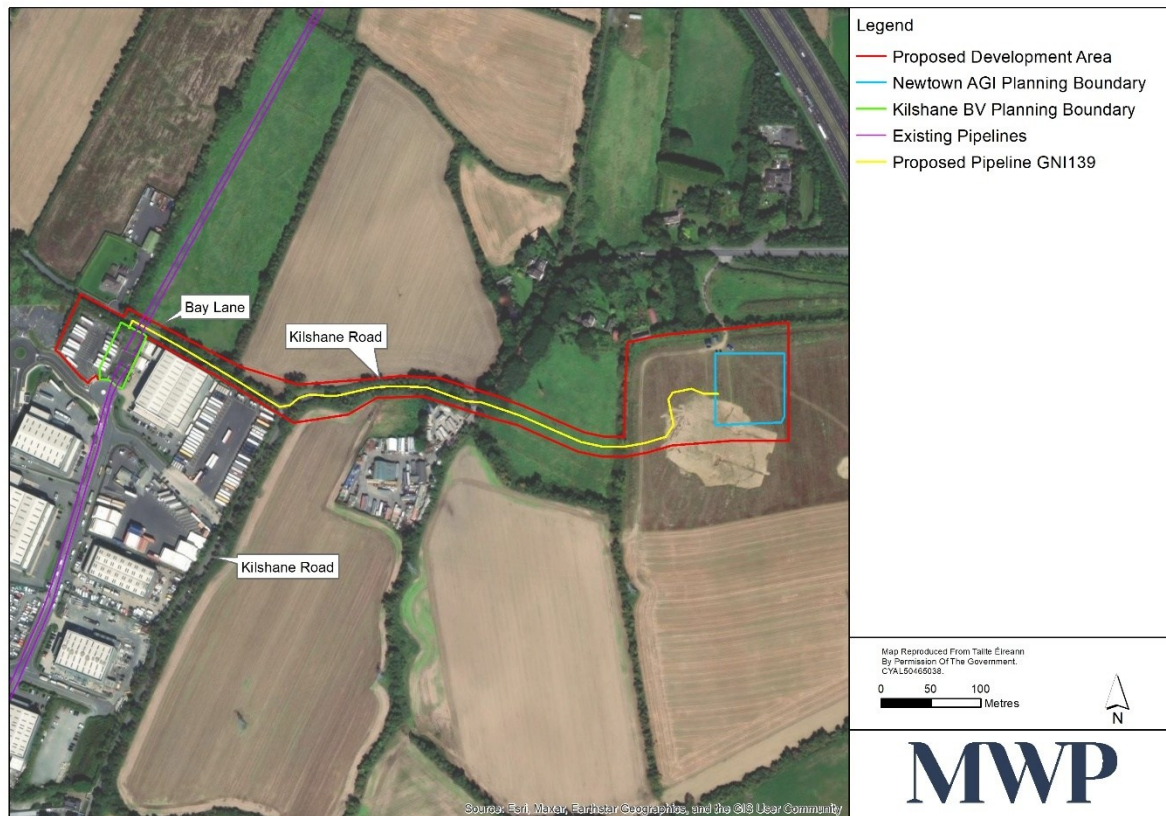 Legend
Proposed Development Area
Newtown AGI Planning Boundary
Kilshane BV Planning Boundary
Existing Pipelines
Proposed Pipeline GNI139
Bay Lane
Kilshane Road
Kilshane Road
Map Reproduced From Tailte Éireann
By Permission Of The Government.
CYAL50465038.
0 50 100
Metres
N
MWP
Source: Esri, Maxar, Earthstar Geographics, and the GIS User Community